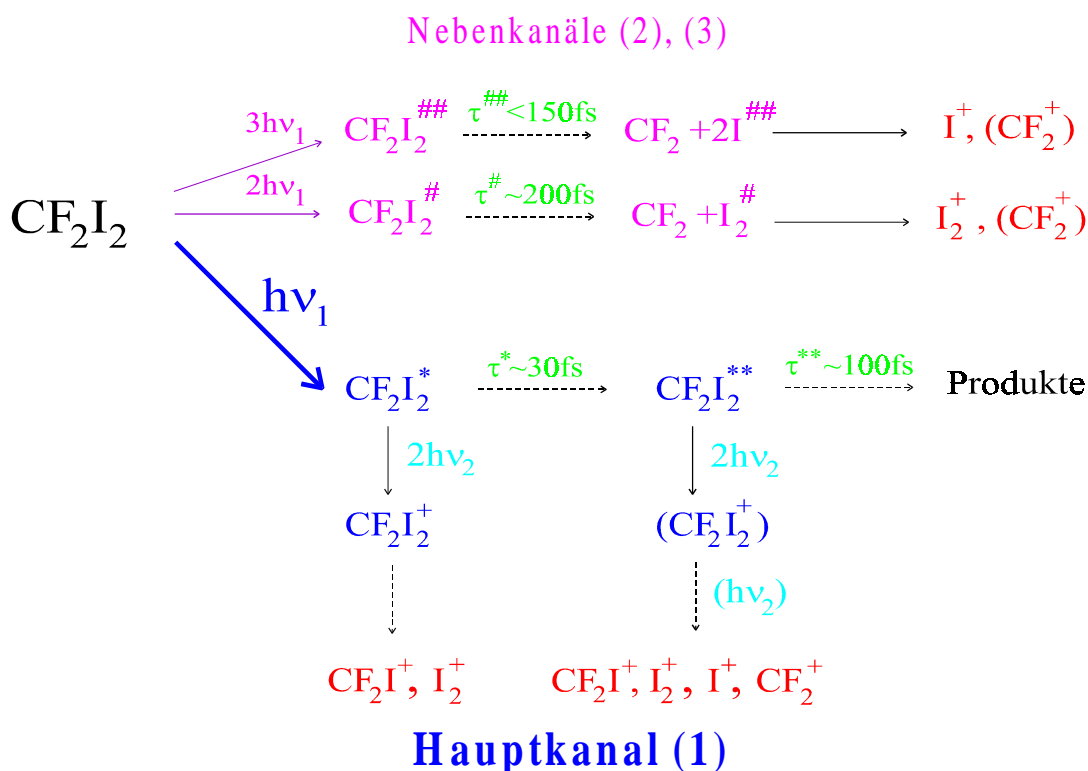 Nebenkanäle (2), (3)
3hν₁ CF₂I₂^## τ^##<150fs CF₂ +2I^## I⁺, (CF₂⁺)
CF₂I₂ 2hν₁ CF₂I₂^# τ^#~200fs CF₂ +I₂^# I₂⁺ , (CF₂⁺)
hν₁
CF₂I₂^* τ^*~30fs CF₂I₂^** τ^**~100fs Produkte
2hν₂ 2hν₂
CF₂I₂⁺ (CF₂I₂⁺)
(hν₂)
CF₂I⁺, I₂⁺ CF₂I⁺, I₂⁺, I⁺, CF₂⁺
Hauptkanal (1)